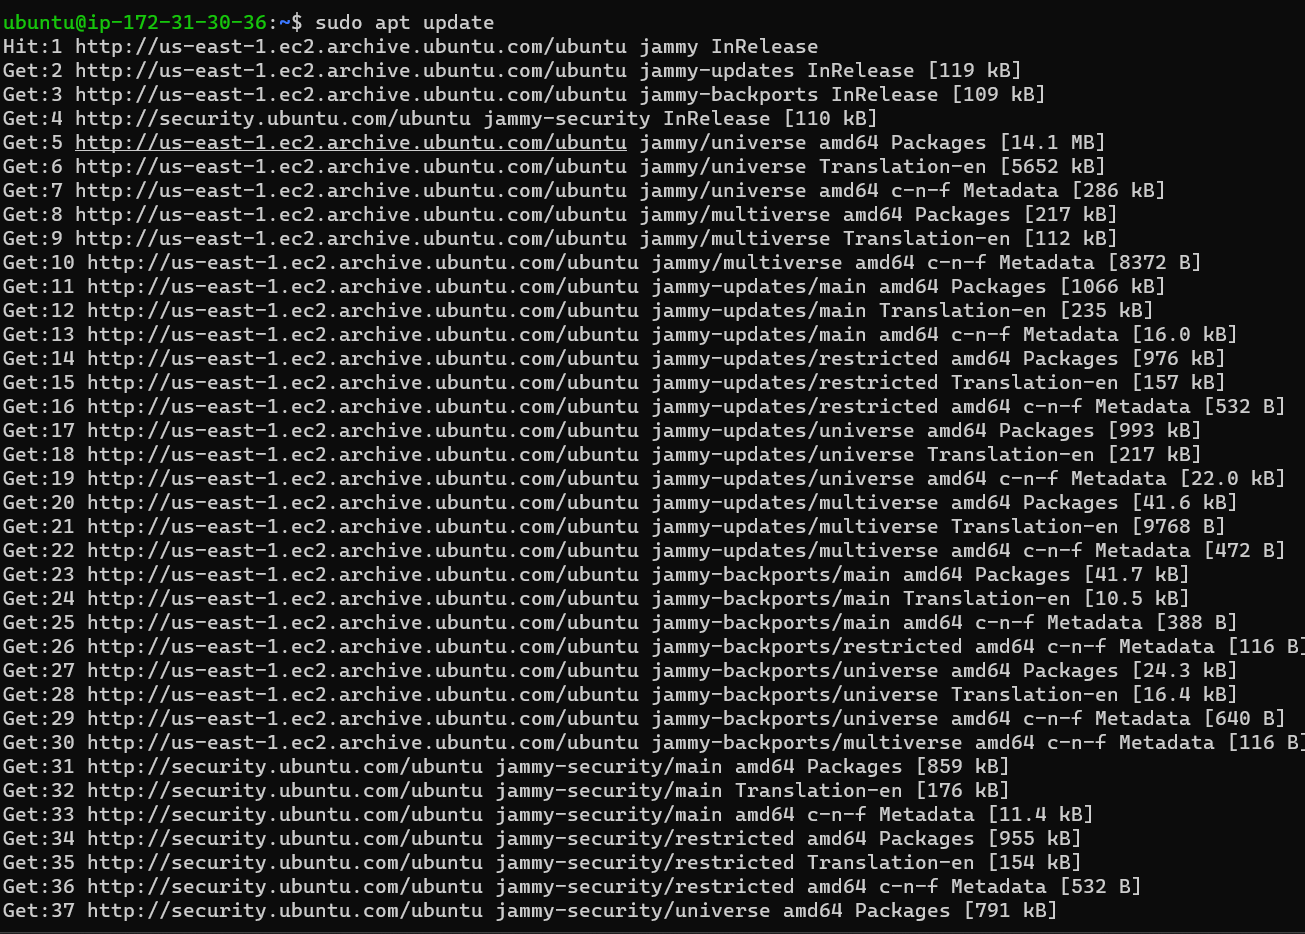 ubuntu@ip-172-31-30-36:~$ sudo apt update
Hit:1 http://us-east-1.ec2.archive.ubuntu.com/ubuntu jammy InRelease
Get:2 http://us-east-1.ec2.archive.ubuntu.com/ubuntu jammy-updates InRelease [119 kB]
Get:3 http://us-east-1.ec2.archive.ubuntu.com/ubuntu jammy-backports InRelease [109 kB]
Get:4 http://security.ubuntu.com/ubuntu jammy-security InRelease [110 kB]
Get:5 http://us-east-1.ec2.archive.ubuntu.com/ubuntu jammy/universe amd64 Packages [14.1 MB]
Get:6 http://us-east-1.ec2.archive.ubuntu.com/ubuntu jammy/universe Translation-en [5652 kB]
Get:7 http://us-east-1.ec2.archive.ubuntu.com/ubuntu jammy/universe amd64 c-n-f Metadata [286 kB]
Get:8 http://us-east-1.ec2.archive.ubuntu.com/ubuntu jammy/multiverse amd64 Packages [217 kB]
Get:9 http://us-east-1.ec2.archive.ubuntu.com/ubuntu jammy/multiverse Translation-en [112 kB]
Get:10 http://us-east-1.ec2.archive.ubuntu.com/ubuntu jammy/multiverse amd64 c-n-f Metadata [8372 B]
Get:11 http://us-east-1.ec2.archive.ubuntu.com/ubuntu jammy-updates/main amd64 Packages [1066 kB]
Get:12 http://us-east-1.ec2.archive.ubuntu.com/ubuntu jammy-updates/main Translation-en [235 kB]
Get:13 http://us-east-1.ec2.archive.ubuntu.com/ubuntu jammy-updates/main amd64 c-n-f Metadata [16.0 kB]
Get:14 http://us-east-1.ec2.archive.ubuntu.com/ubuntu jammy-updates/restricted amd64 Packages [976 kB]
Get:15 http://us-east-1.ec2.archive.ubuntu.com/ubuntu jammy-updates/restricted Translation-en [157 kB]
Get:16 http://us-east-1.ec2.archive.ubuntu.com/ubuntu jammy-updates/restricted amd64 c-n-f Metadata [532 B]
Get:17 http://us-east-1.ec2.archive.ubuntu.com/ubuntu jammy-updates/universe amd64 Packages [993 kB]
Get:18 http://us-east-1.ec2.archive.ubuntu.com/ubuntu jammy-updates/universe Translation-en [217 kB]
Get:19 http://us-east-1.ec2.archive.ubuntu.com/ubuntu jammy-updates/universe amd64 c-n-f Metadata [22.0 kB]
Get:20 http://us-east-1.ec2.archive.ubuntu.com/ubuntu jammy-updates/multiverse amd64 Packages [41.6 kB]
Get:21 http://us-east-1.ec2.archive.ubuntu.com/ubuntu jammy-updates/multiverse Translation-en [9768 B]
Get:22 http://us-east-1.ec2.archive.ubuntu.com/ubuntu jammy-updates/multiverse amd64 c-n-f Metadata [472 B]
Get:23 http://us-east-1.ec2.archive.ubuntu.com/ubuntu jammy-backports/main amd64 Packages [41.7 kB]
Get:24 http://us-east-1.ec2.archive.ubuntu.com/ubuntu jammy-backports/main Translation-en [10.5 kB]
Get:25 http://us-east-1.ec2.archive.ubuntu.com/ubuntu jammy-backports/main amd64 c-n-f Metadata [388 B]
Get:26 http://us-east-1.ec2.archive.ubuntu.com/ubuntu jammy-backports/restricted amd64 c-n-f Metadata [116 B]
Get:27 http://us-east-1.ec2.archive.ubuntu.com/ubuntu jammy-backports/universe amd64 Packages [24.3 kB]
Get:28 http://us-east-1.ec2.archive.ubuntu.com/ubuntu jammy-backports/universe Translation-en [16.4 kB]
Get:29 http://us-east-1.ec2.archive.ubuntu.com/ubuntu jammy-backports/universe amd64 c-n-f Metadata [640 B]
Get:30 http://us-east-1.ec2.archive.ubuntu.com/ubuntu jammy-backports/multiverse amd64 c-n-f Metadata [116 B]
Get:31 http://security.ubuntu.com/ubuntu jammy-security/main amd64 Packages [859 kB]
Get:32 http://security.ubuntu.com/ubuntu jammy-security/main Translation-en [176 kB]
Get:33 http://security.ubuntu.com/ubuntu jammy-security/main amd64 c-n-f Metadata [11.4 kB]
Get:34 http://security.ubuntu.com/ubuntu jammy-security/restricted amd64 Packages [955 kB]
Get:35 http://security.ubuntu.com/ubuntu jammy-security/restricted Translation-en [154 kB]
Get:36 http://security.ubuntu.com/ubuntu jammy-security/restricted amd64 c-n-f Metadata [532 B]
Get:37 http://security.ubuntu.com/ubuntu jammy-security/universe amd64 Packages [791 kB]